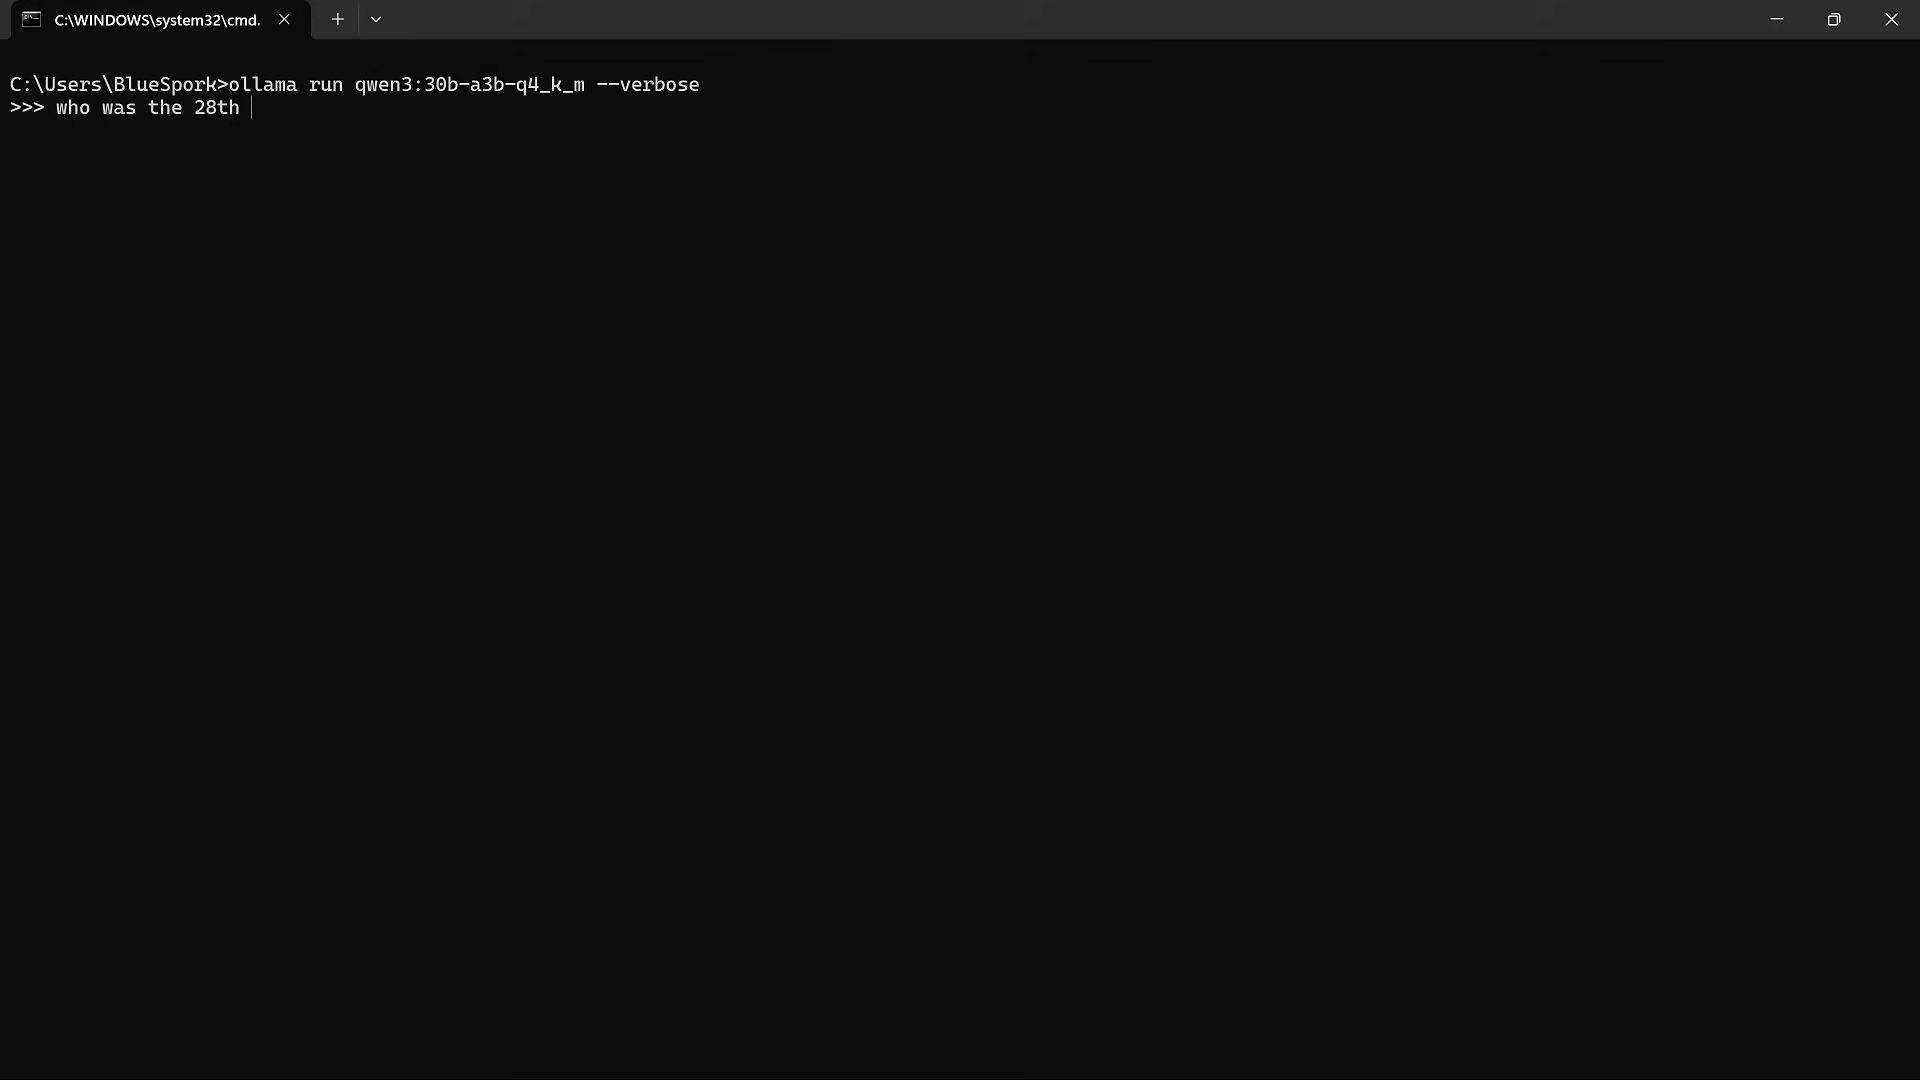 C:\WINDOWS\system32\cmd.
C:\Users\BlueSpork>ollama run qwen3:30b-a3b-q4_k_m --verbose
>>> who was the 28th